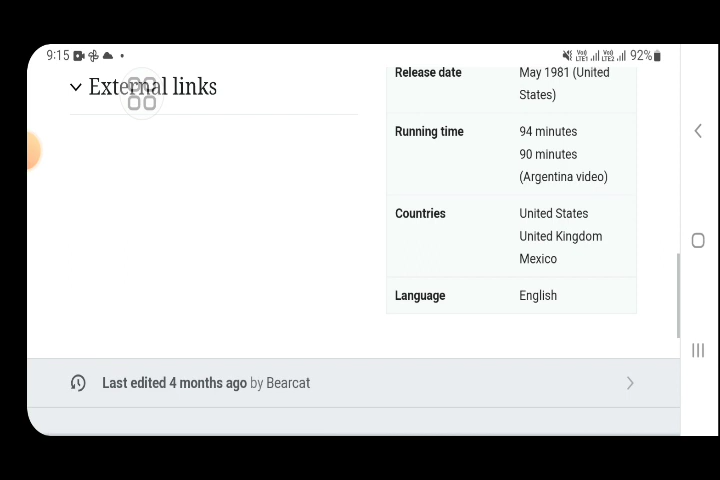 9:15
92%
External links
Release date May 1981 (United
States)
Running time 94 minutes
90 minutes
(Argentina video)
Countries United States
United Kingdom
Mexico
Language English
Last edited 4 months ago by Bearcat